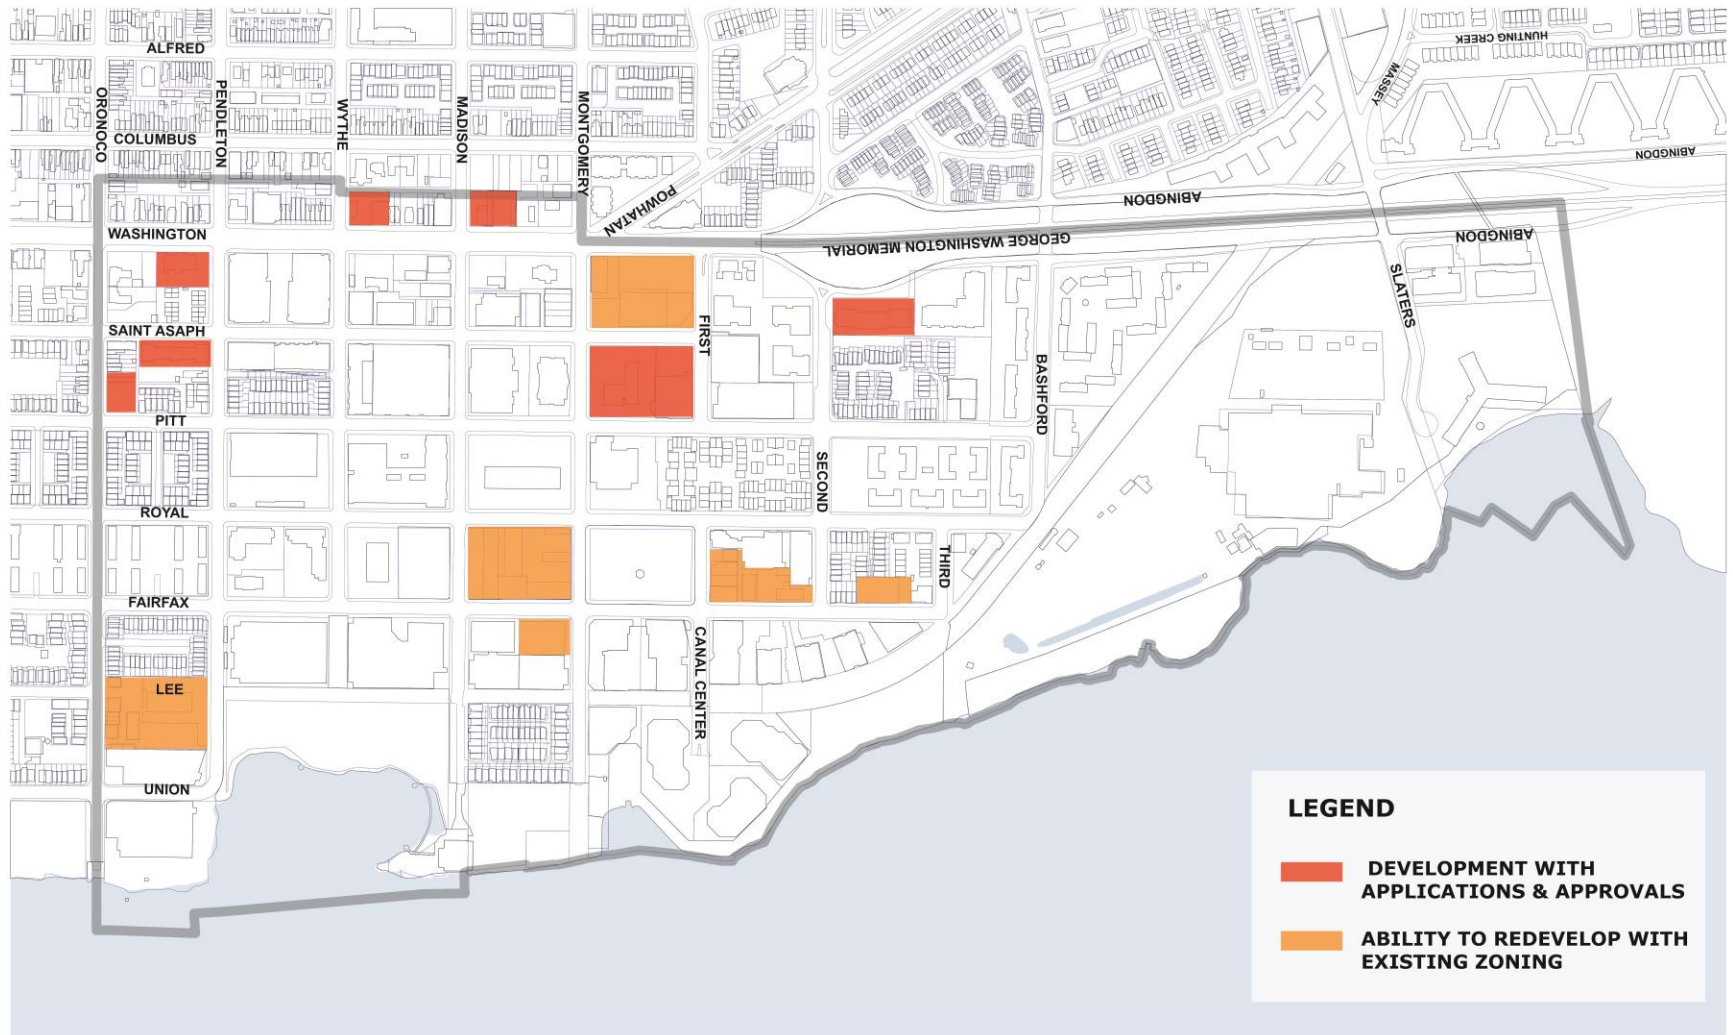 ALFRED
HUNTING CREEK
MASSEY
ORONOCO
PENDLETON
WYTHE
MADISON
MONTGOMERY
COLUMBUS
ABINGDON
POWHATAN
ABINGDON
WASHINGTON
GEORGE WASHINGTON MEMORIAL
ABINGDON
SLATERS
SAINT ASAPH
FIRST
BASHFORD
PITT
SECOND
ROYAL
THIRD
FAIRFAX
CANAL CENTER
LEE
UNION
LEGEND
DEVELOPMENT WITH
APPLICATIONS & APPROVALS
ABILITY TO REDEVELOP WITH
EXISTING ZONING